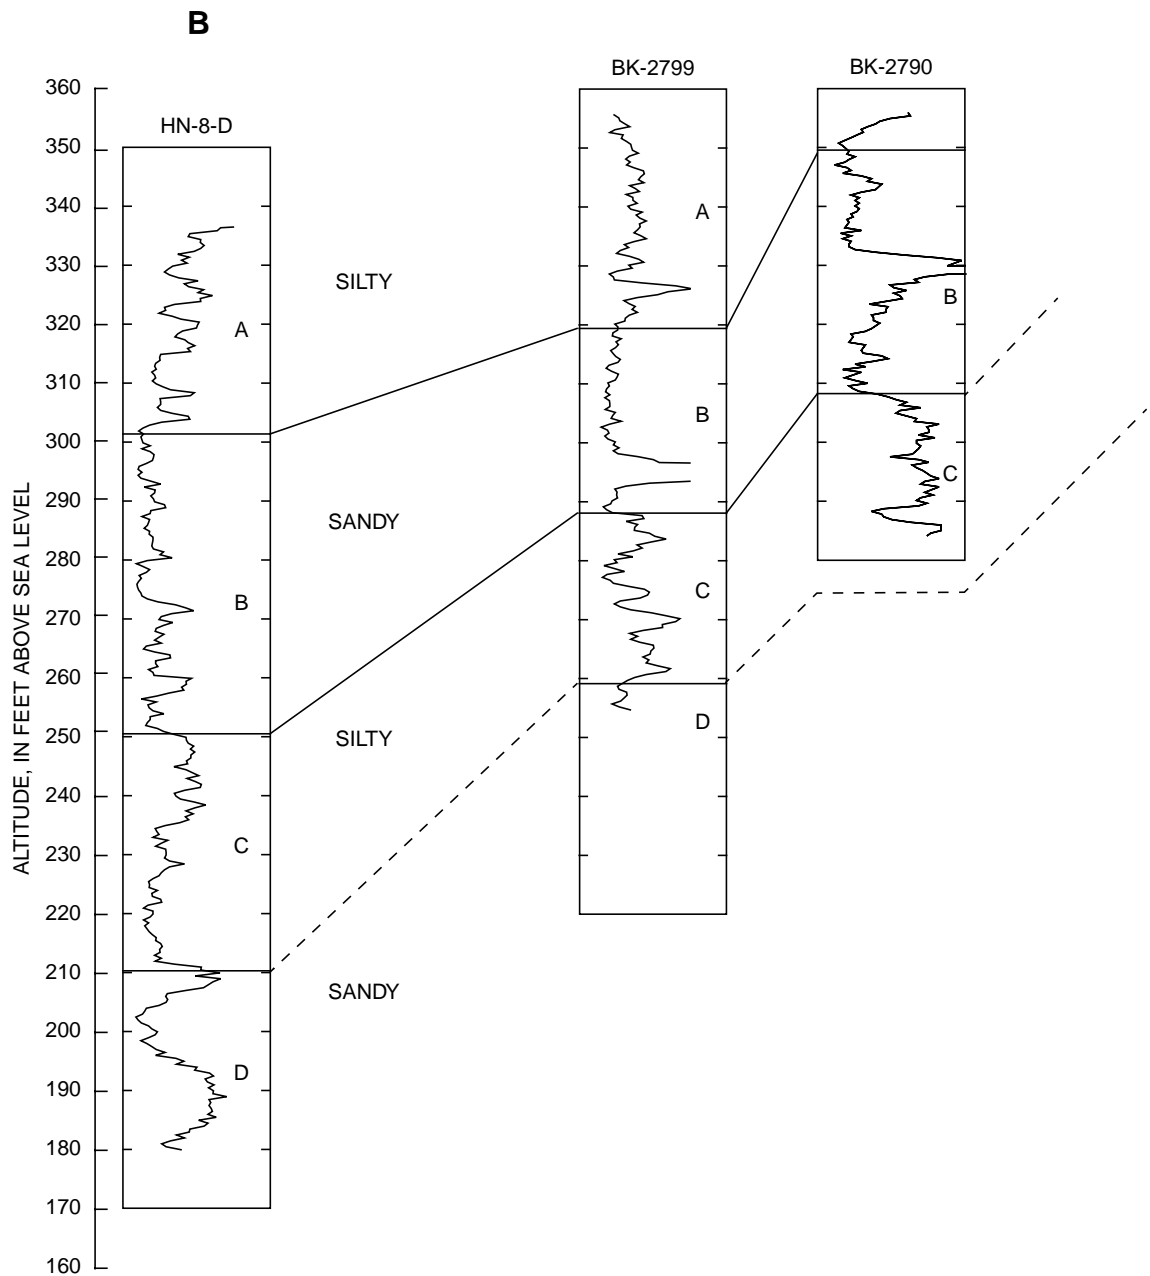 B
BK-2799
BK-2790
HN-8-D
360
350
340
330
320
310
300
290
280
270
260
250
240
230
220
210
200
190
180
170
160
ALTITUDE, IN FEET ABOVE SEA LEVEL
A
B
C
D
SILTY
SANDY
SILTY
SANDY
A
B
C
D
B
C